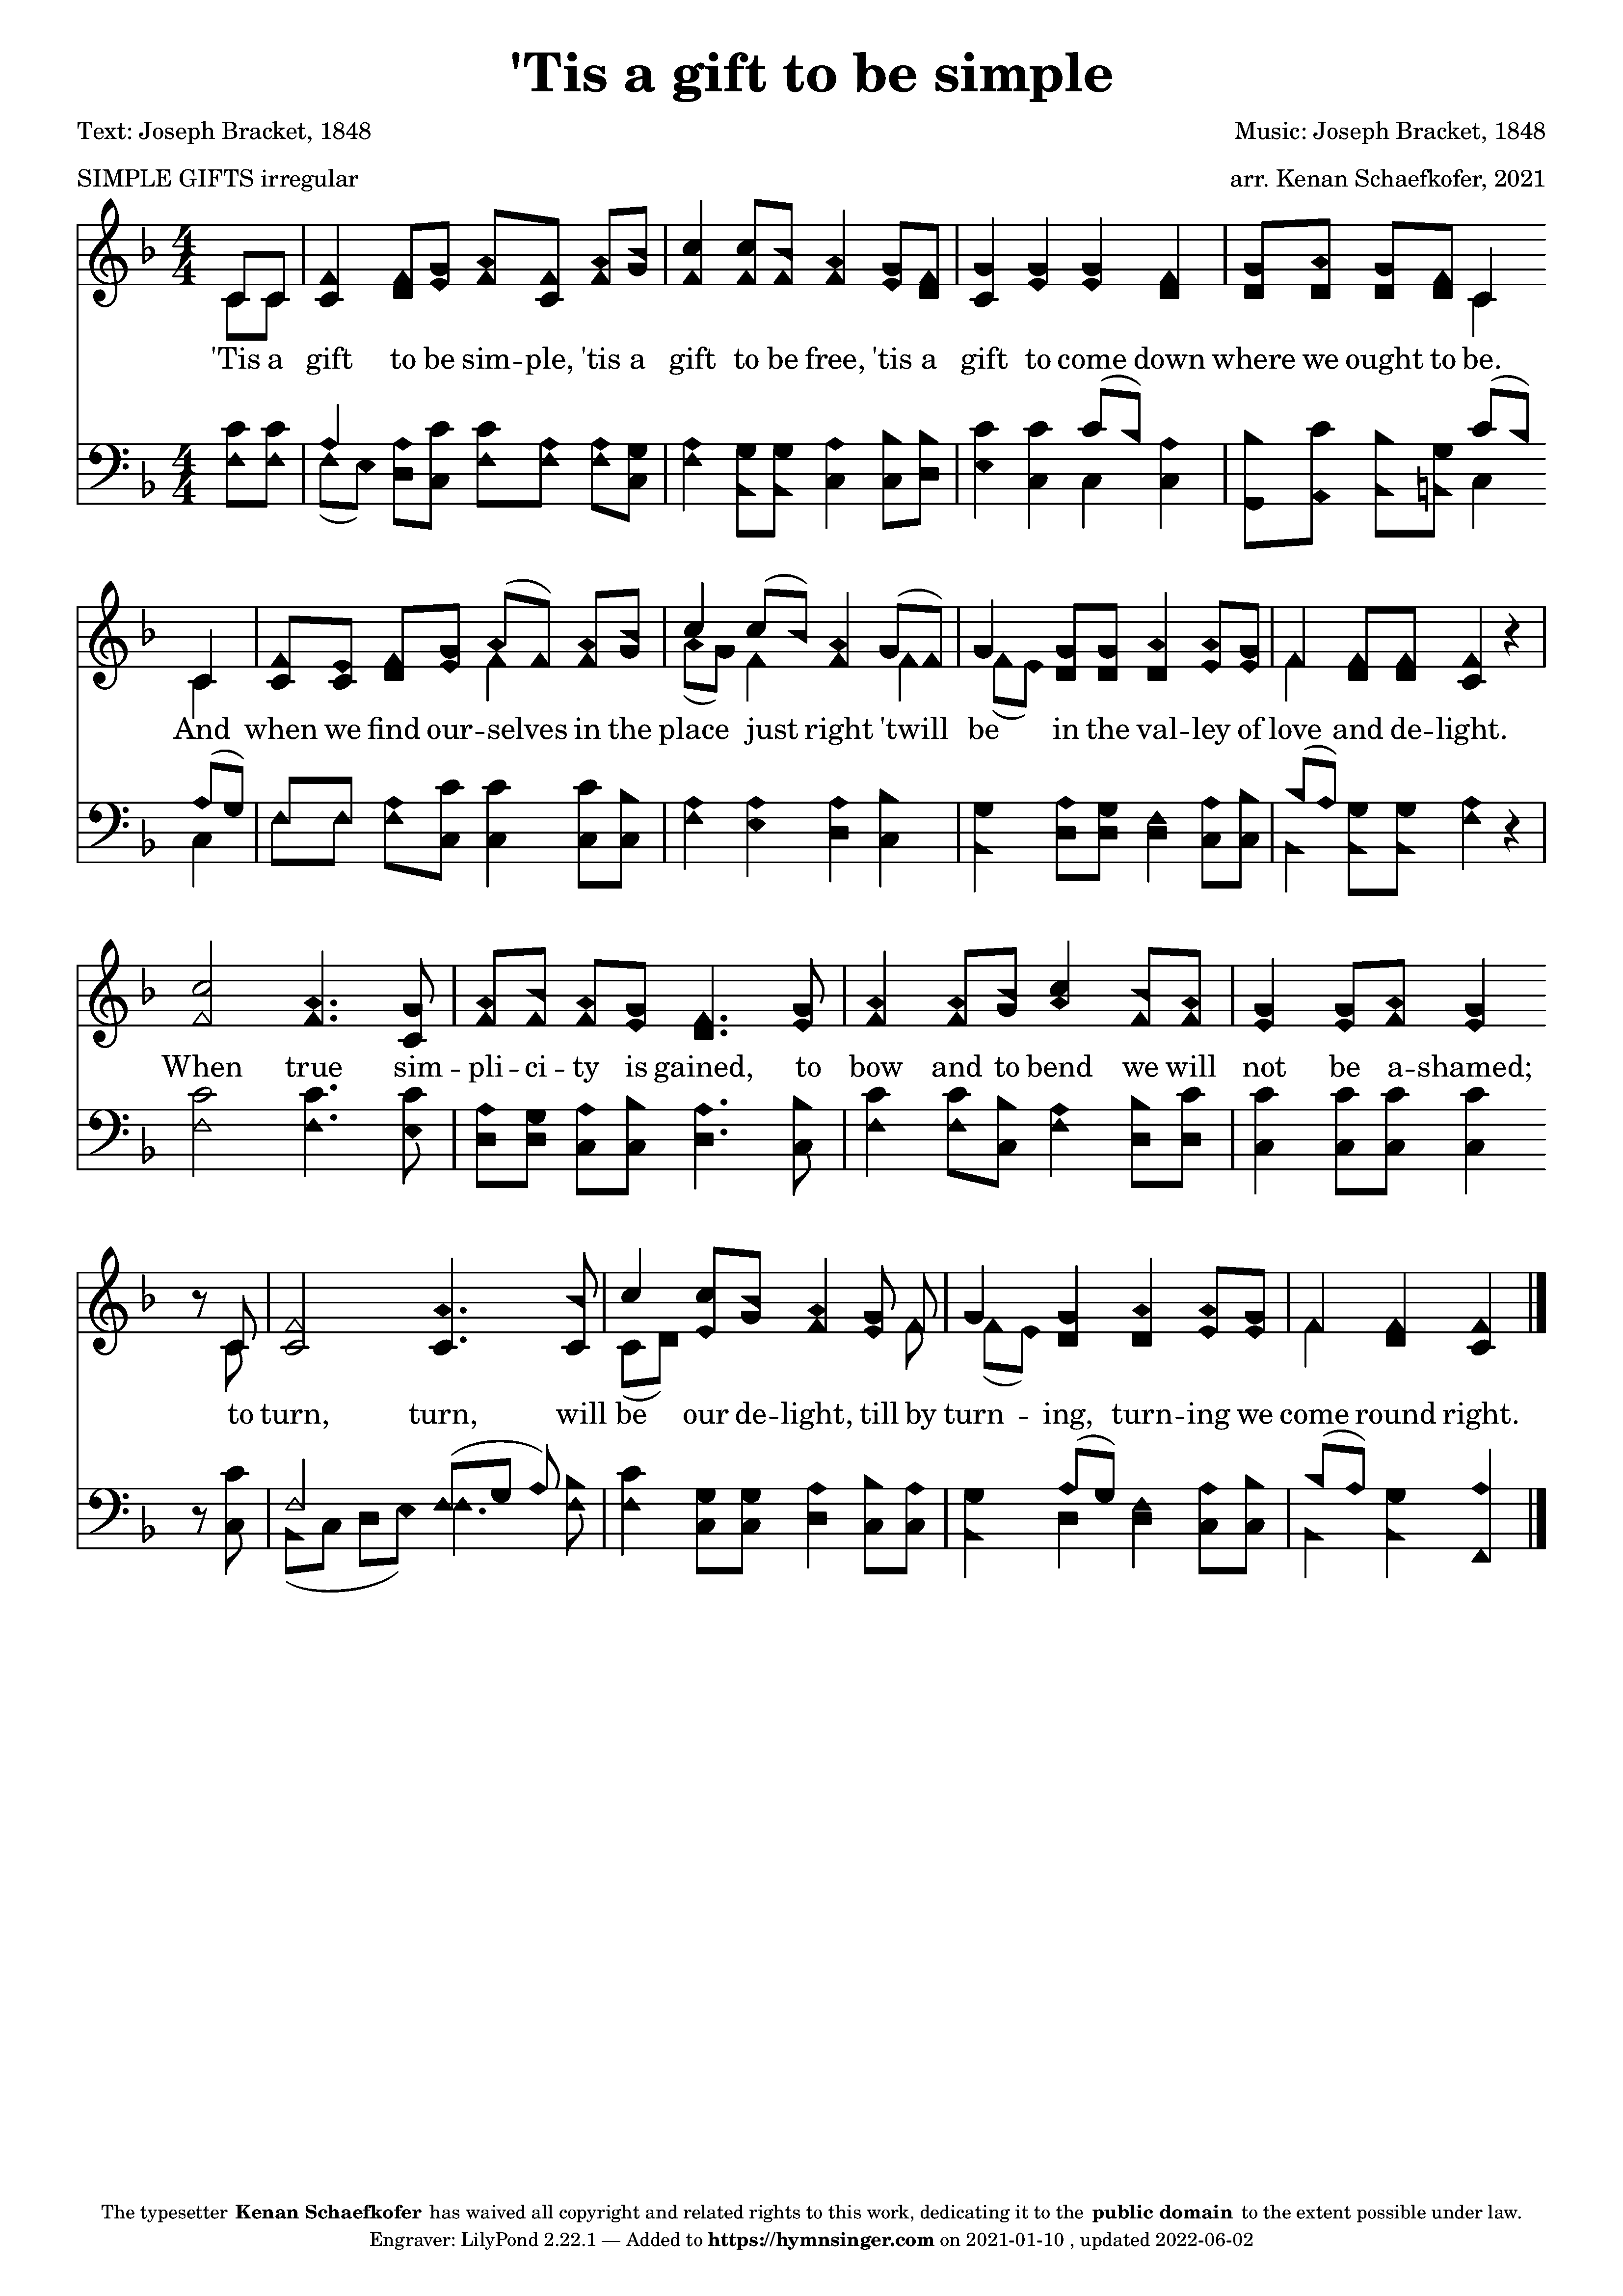 'Tis a gift to be simple
Text: Joseph Bracket, 1848
Music: Joseph Bracket, 1848
SIMPLE GIFTS irregular
arr. Kenan Schaefkofer, 2021
4 4
'Tis a gift to be sim -- ple, 'tis a gift to be free, 'tis a gift to come down where we ought to be.
4 4
And when we find our -- selves in the place just right 'twill be in the val -- ley of love and de -- light.
When true sim -- pli -- ci -- ty is gained, to bow and to bend we will not be a -- shamed;
to turn, turn, will be our de -- light, till by turn -- ing, turn -- ing we come round right.
The typesetter Kenan Schaefkofer has waived all copyright and related rights to this work, dedicating it to the public domain to the extent possible under law.
Engraver: LilyPond 2.22.1 — Added to https://hymnsinger.com on 2021-01-10 , updated 2022-06-02